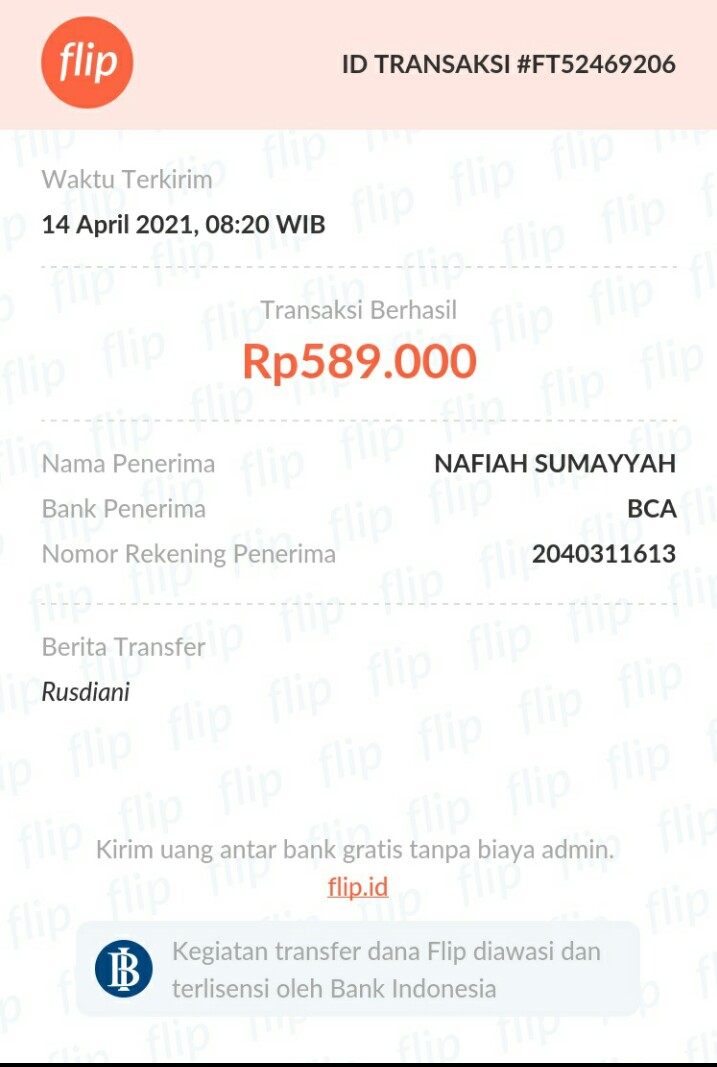 flip
ID TRANSAKSI #FT52469206
Waktu Terkirim
14 April 2021, 08:20 WIB
Transaksi Berhasil
Rp589.000
Nama Penerima NAFIAH SUMAYYAH
Bank Penerima BCA
Nomor Rekening Penerima 2040311613
Berita Transfer
Rusdiani
Kirim uang antar bank gratis tanpa biaya admin.
flip.id
Kegiatan transfer dana Flip diawasi dan
terlisensi oleh Bank Indonesia